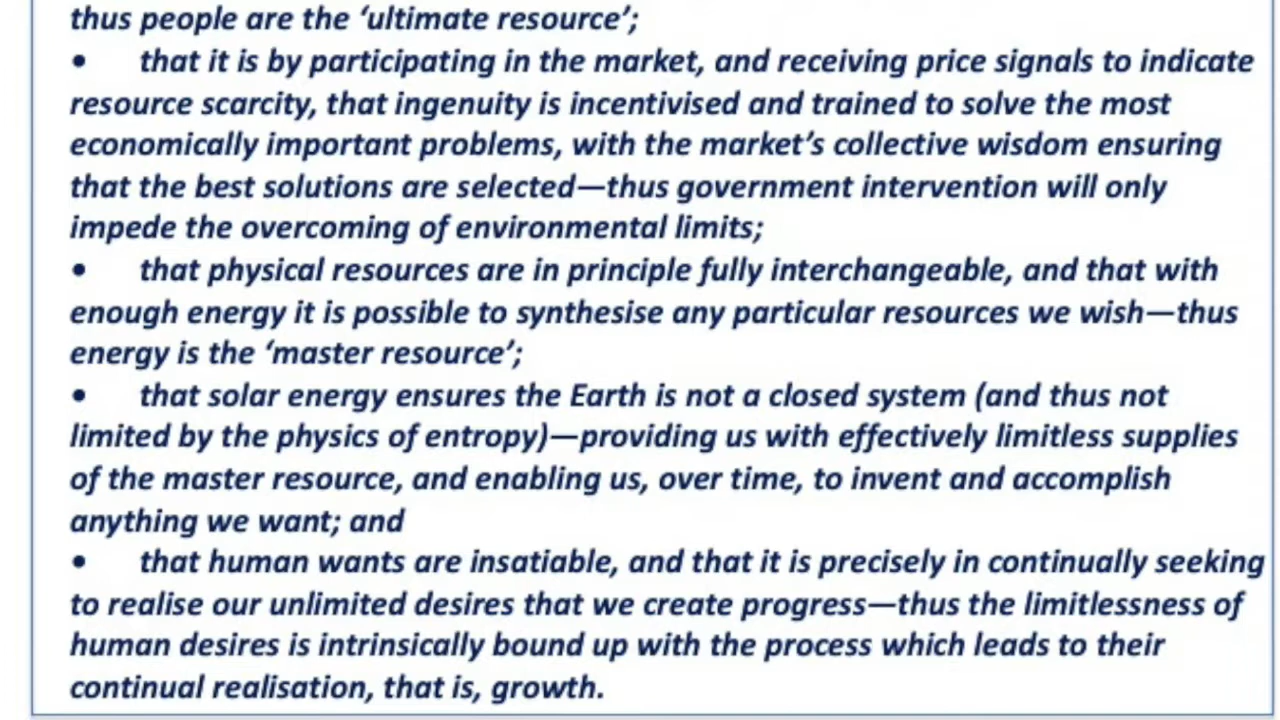 thus people are the ‘ultimate resource’;
• that it is by participating in the market, and receiving price signals to indicate
resource scarcity, that ingenuity is incentivised and trained to solve the most
economically important problems, with the market’s collective wisdom ensuring
that the best solutions are selected—thus government intervention will only
impede the overcoming of environmental limits;
• that physical resources are in principle fully interchangeable, and that with
enough energy it is possible to synthesise any particular resources we wish—thus
energy is the ‘master resource’;
• that solar energy ensures the Earth is not a closed system (and thus not
limited by the physics of entropy)—providing us with effectively limitless supplies
of the master resource, and enabling us, over time, to invent and accomplish
anything we want; and
• that human wants are insatiable, and that it is precisely in continually seeking
to realise our unlimited desires that we create progress—thus the limitlessness of
human desires is intrinsically bound up with the process which leads to their
continual realisation, that is, growth.